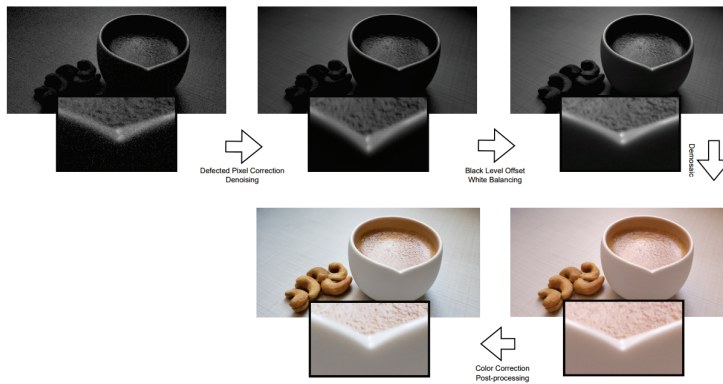 Defected Pixel Correction
Denoising
Black Level Offset
White Balancing
Demosaic
Color Correction
Post-processing